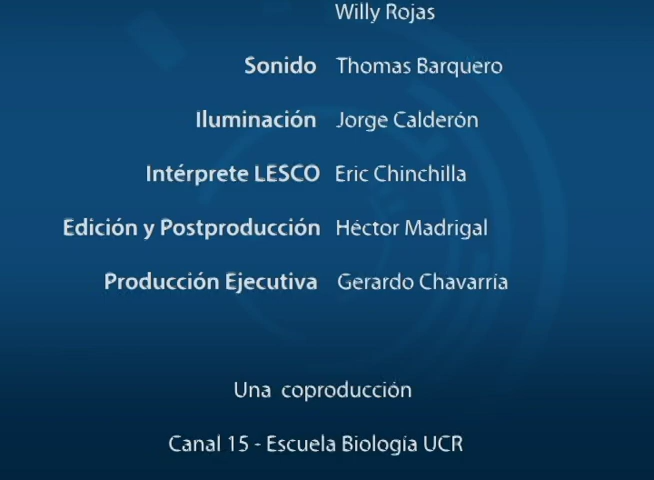 Willy Rojas
Sonido Thomas Barquero
Iluminación Jorge Calderón
Intérprete LESCO Eric Chinchilla
Edición y Postproducción Héctor Madrigal
Producción Ejecutiva Gerardo Chavarría
Una coproducción
Canal 15 - Escuela Biología UCR